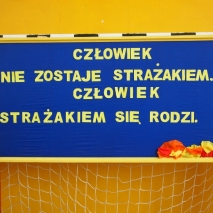 CZŁOWIEK
NIE ZOSTAJE STRAŻAKIEM.
CZŁOWIEK
STRAŻAKIEM SIĘ RODZI.